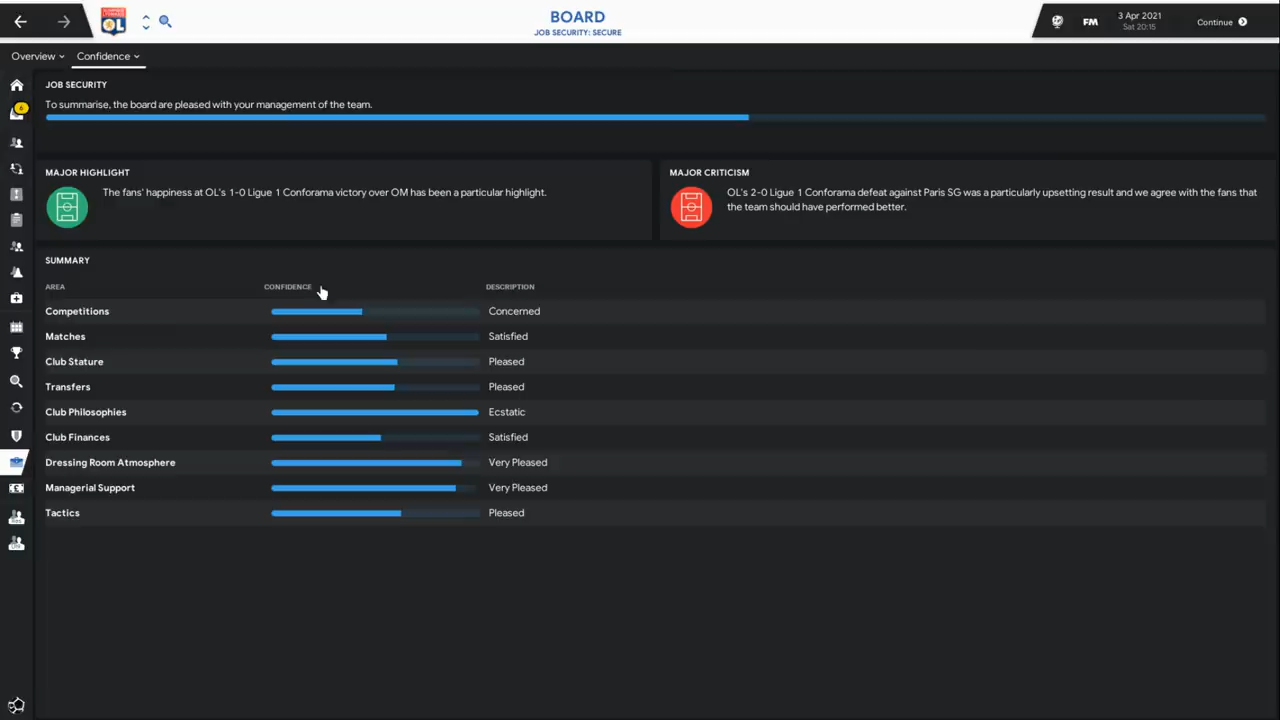 BOARD
JOB SECURITY: SECURE
FM
3 Apr 2021
Sat 20:15
Continue
OL
Overview
Confidence
6
JOB SECURITY
To summarise, the board are pleased with your management of the team.
MAJOR HIGHLIGHT
The fans' happiness at OL's 1-0 Ligue 1 Conforama victory over OM has been a particular highlight.
MAJOR CRITICISM
OL's 2-0 Ligue 1 Conforama defeat against Paris SG was a particularly upsetting result and we agree with the fans that
the team should have performed better.
SUMMARY
AREA CONFIDENCE DESCRIPTION
Competitions Concerned
Matches Satisfied
Club Stature Pleased
Transfers Pleased
Club Philosophies Ecstatic
Club Finances Satisfied
Dressing Room Atmosphere Very Pleased
Managerial Support Very Pleased
Tactics Pleased